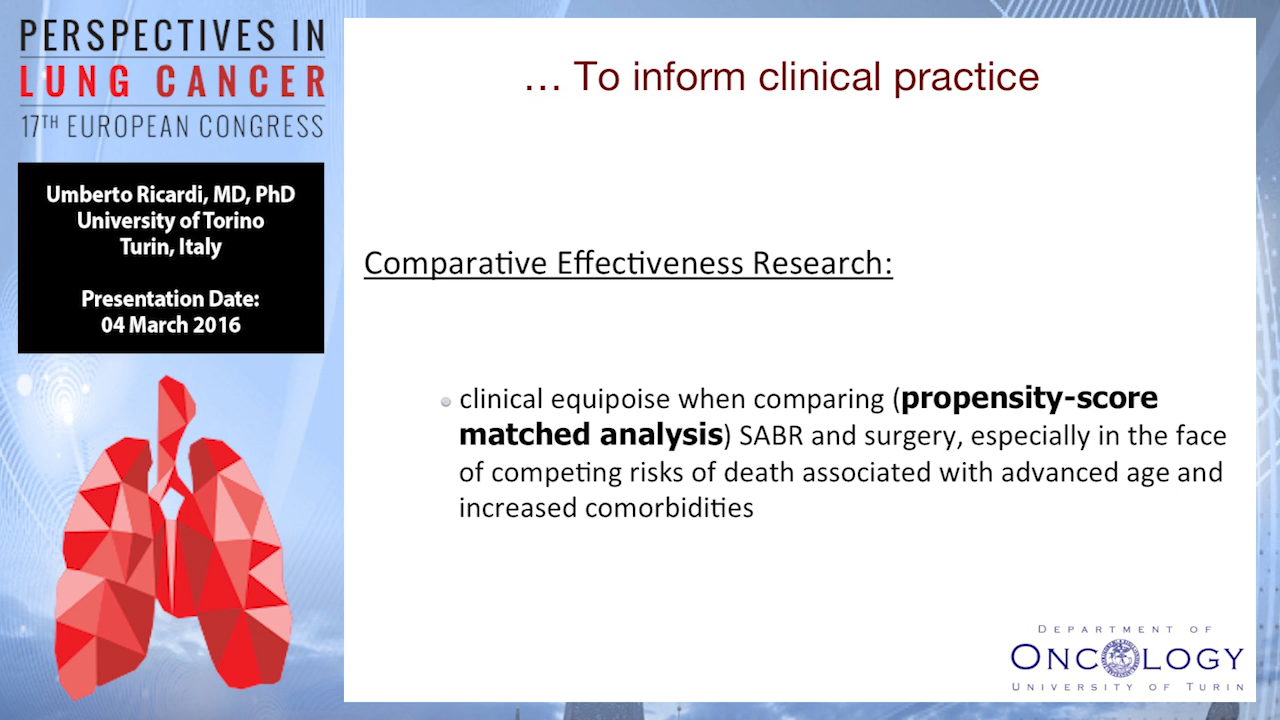 PERSPECTIVES IN
LUNG CANCER
17TH EUROPEAN CONGRESS
Umberto Ricardi, MD, PhD
University of Torino
Turin, Italy
Presentation Date:
04 March 2016
… To inform clinical practice
Comparative Effectiveness Research:
clinical equipoise when comparing (propensity-score
matched analysis) SABR and surgery, especially in the face
of competing risks of death associated with advanced age and
increased comorbidities
DEPARTMENT OF
ONCOLOGY
UNIVERSITY OF TURIN